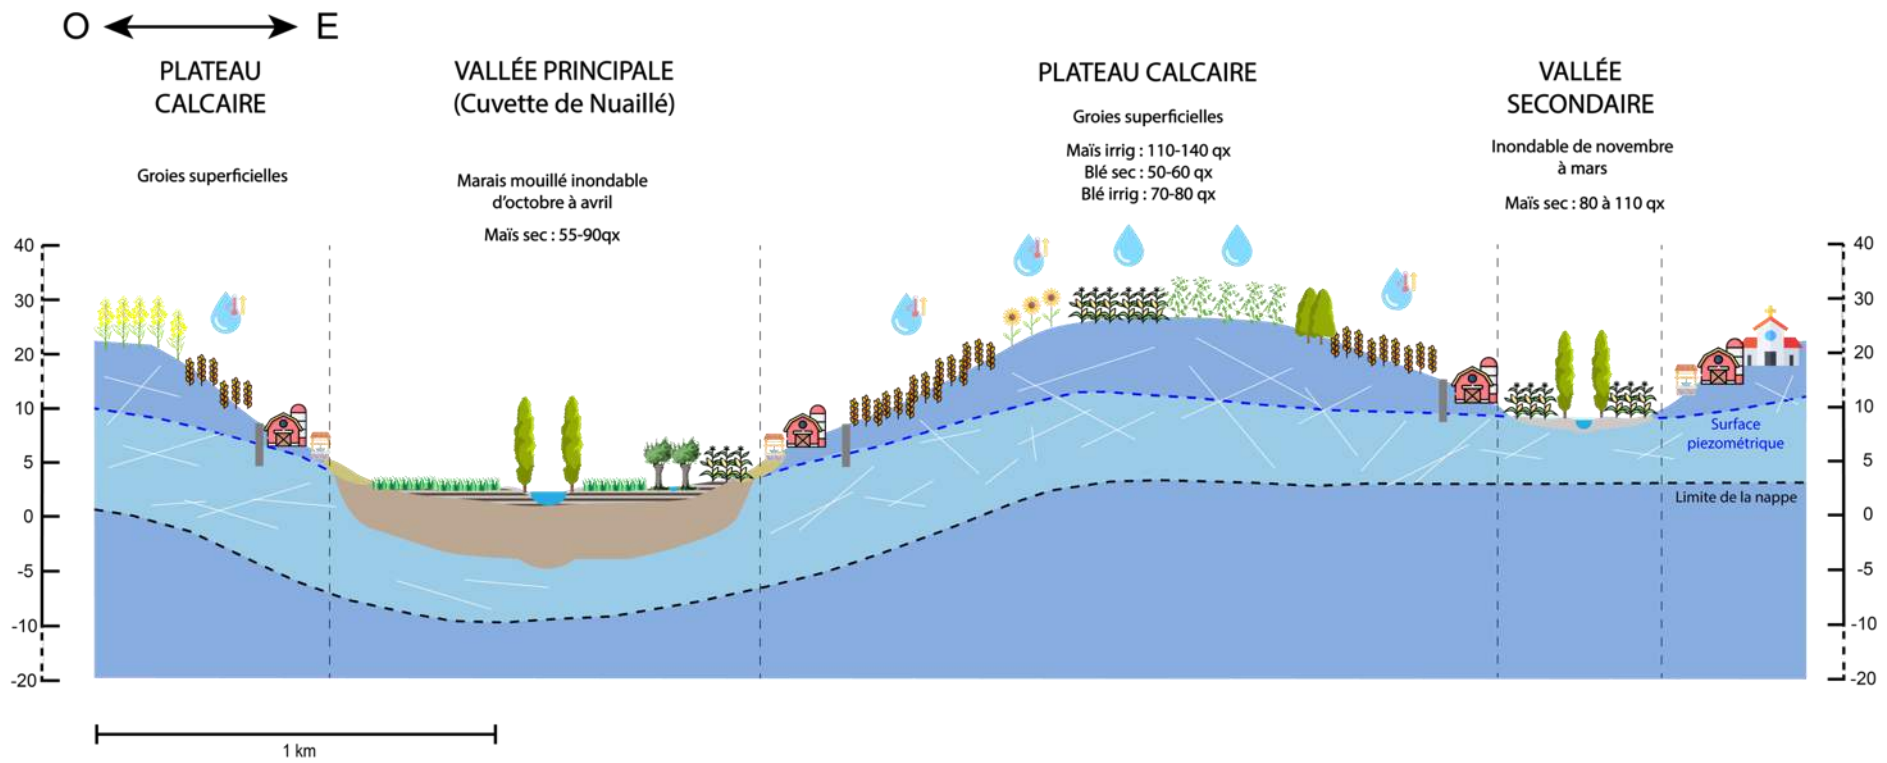 O E
PLATEAU
CALCAIRE
Groies superficielles
VALLÉE PRINCIPALE
(Cuvette de Nuaillé)
Marais mouillé inondable
d'octobre à avril
Maïs sec : 55-90qx
PLATEAU CALCAIRE
Groies superficielles
Maïs irrig : 110-140 qx
Blé sec : 50-60 qx
Blé irrig : 70-80 qx
VALLÉE
SECONDAIRE
Inondable de novembre
à mars
Maïs sec : 80 à 110 qx
40
30
20
10
5
0
-5
-10
-20
40
30
20
10
5
0
-5
-10
-20
Surface
piezométrique
Limite de la nappe
1 km